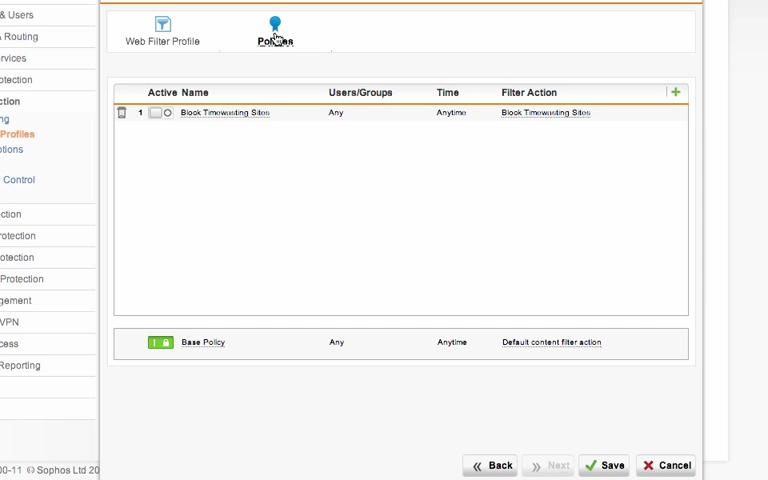 & Users
& Routing
rvices
otection
ction
ng
Profiles
ptions
Control
ction
rotection
otection
Protection
gement
VPN
cess
Reporting
00-11 © Sophos Ltd 20
Web Filter Profile
Policies
Active Name Users/Groups Time Filter Action
1 Block Timewasting Sites Any Anytime Block Timewasting Sites
Base Policy Any Anytime Default content filter action
Back Next Save Cancel